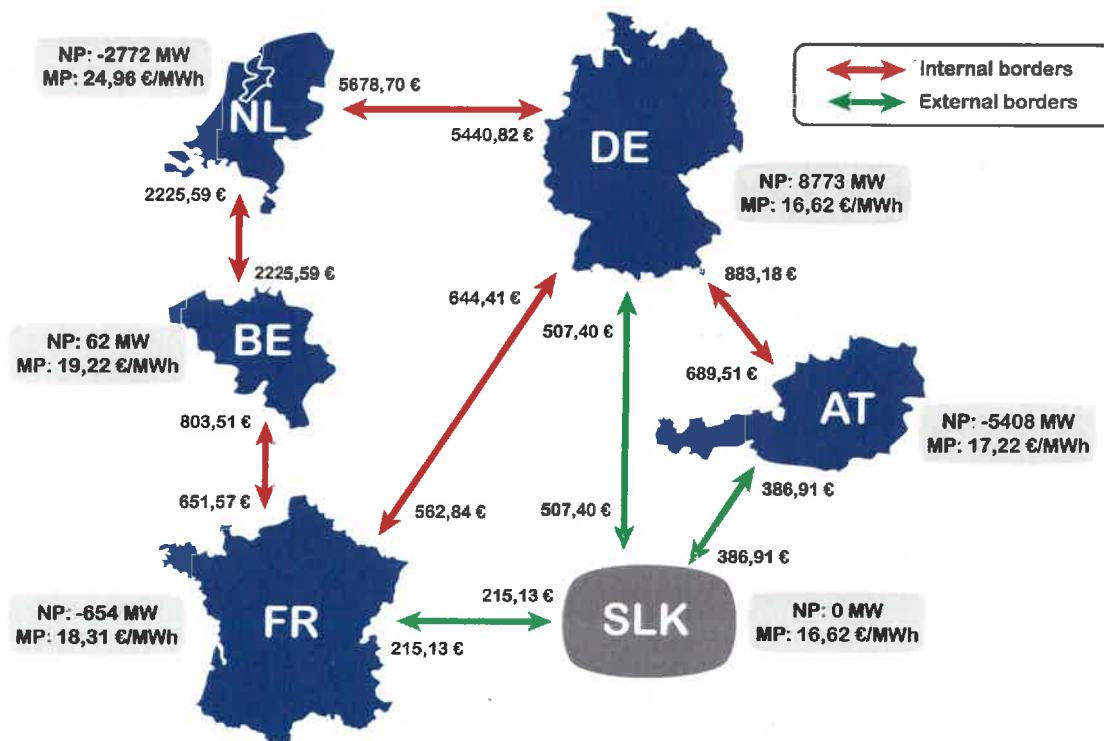 NP: -2772 MW
MP: 24,96 €/MWh
NL
5678,70 €
5440,82 €
DE
Internal borders
External borders
NP: 8773 MW
MP: 16,62 €/MWh
2225,59 €
2225,59 €
BE
NP: 62 MW
MP: 19,22 €/MWh
644,41 €
507,40 €
883,18 €
689,51 €
AT
NP: -5408 MW
MP: 17,22 €/MWh
803,51 €
651,57 €
562,84 €
507,40 €
386,91 €
386,91 €
NP: -654 MW
MP: 18,31 €/MWh
FR
215,13 €
215,13 €
SLK
NP: 0 MW
MP: 16,62 €/MWh